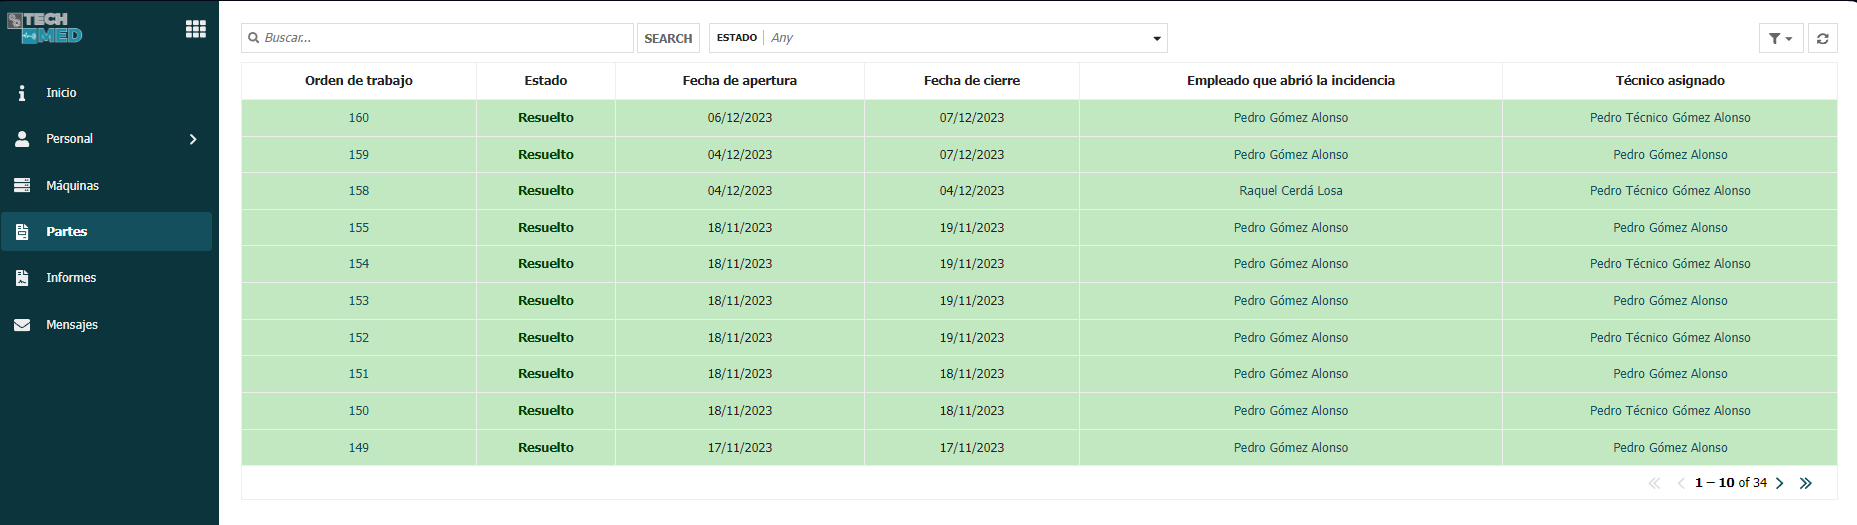 TECH
MED
Inicio
Personal
Máquinas
Partes
Informes
Mensajes
Buscar... SEARCH ESTADO Any
Orden de trabajo Estado Fecha de apertura Fecha de cierre Empleado que abrió la incidencia Técnico asignado
160 Resuelto 06/12/2023 07/12/2023 Pedro Gómez Alonso Pedro Técnico Gómez Alonso
159 Resuelto 04/12/2023 07/12/2023 Pedro Gómez Alonso Pedro Gómez Alonso
158 Resuelto 04/12/2023 04/12/2023 Raquel Cerdá Losa Pedro Técnico Gómez Alonso
155 Resuelto 18/11/2023 19/11/2023 Pedro Gómez Alonso Pedro Gómez Alonso
154 Resuelto 18/11/2023 19/11/2023 Pedro Gómez Alonso Pedro Técnico Gómez Alonso
153 Resuelto 18/11/2023 19/11/2023 Pedro Gómez Alonso Pedro Gómez Alonso
152 Resuelto 18/11/2023 19/11/2023 Pedro Gómez Alonso Pedro Técnico Gómez Alonso
151 Resuelto 18/11/2023 18/11/2023 Pedro Gómez Alonso Pedro Gómez Alonso
150 Resuelto 18/11/2023 18/11/2023 Pedro Gómez Alonso Pedro Técnico Gómez Alonso
149 Resuelto 17/11/2023 17/11/2023 Pedro Gómez Alonso Pedro Gómez Alonso
1 – 10 of 34